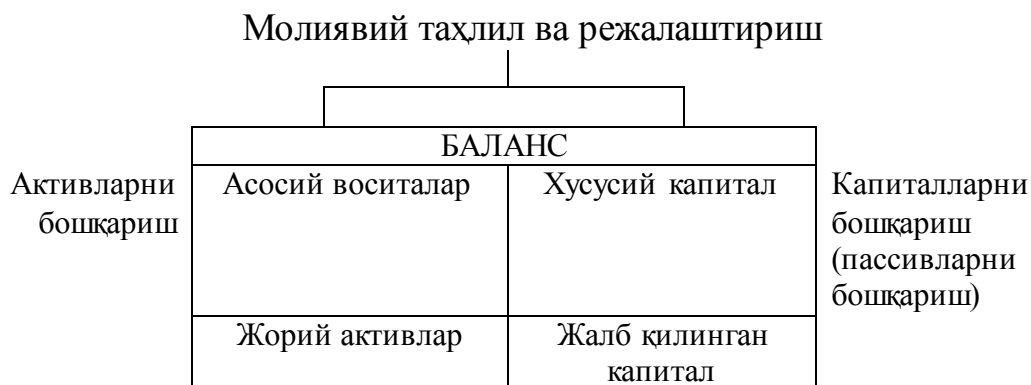 Молиявий таҳлил ва режалаштириш
БАЛАНС
Активларни
бошқариш
Асосий воситалар
Хусусий капитал
Капиталларни
бошқариш
(пассивларни
бошқариш)
Жорий активлар
Жалб қилинган
капитал